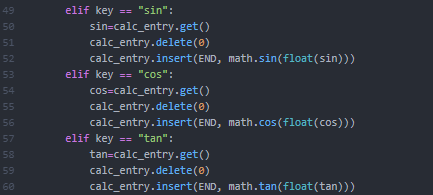 49 elif key == "sin":
50 sin=calc_entry.get()
51 calc_entry.delete(0)
52 calc_entry.insert(END, math.sin(float(sin)))
53 elif key == "cos":
54 cos=calc_entry.get()
55 calc_entry.delete(0)
56 calc_entry.insert(END, math.cos(float(cos)))
57 elif key == "tan":
58 tan=calc_entry.get()
59 calc_entry.delete(0)
60 calc_entry.insert(END, math.tan(float(tan)))